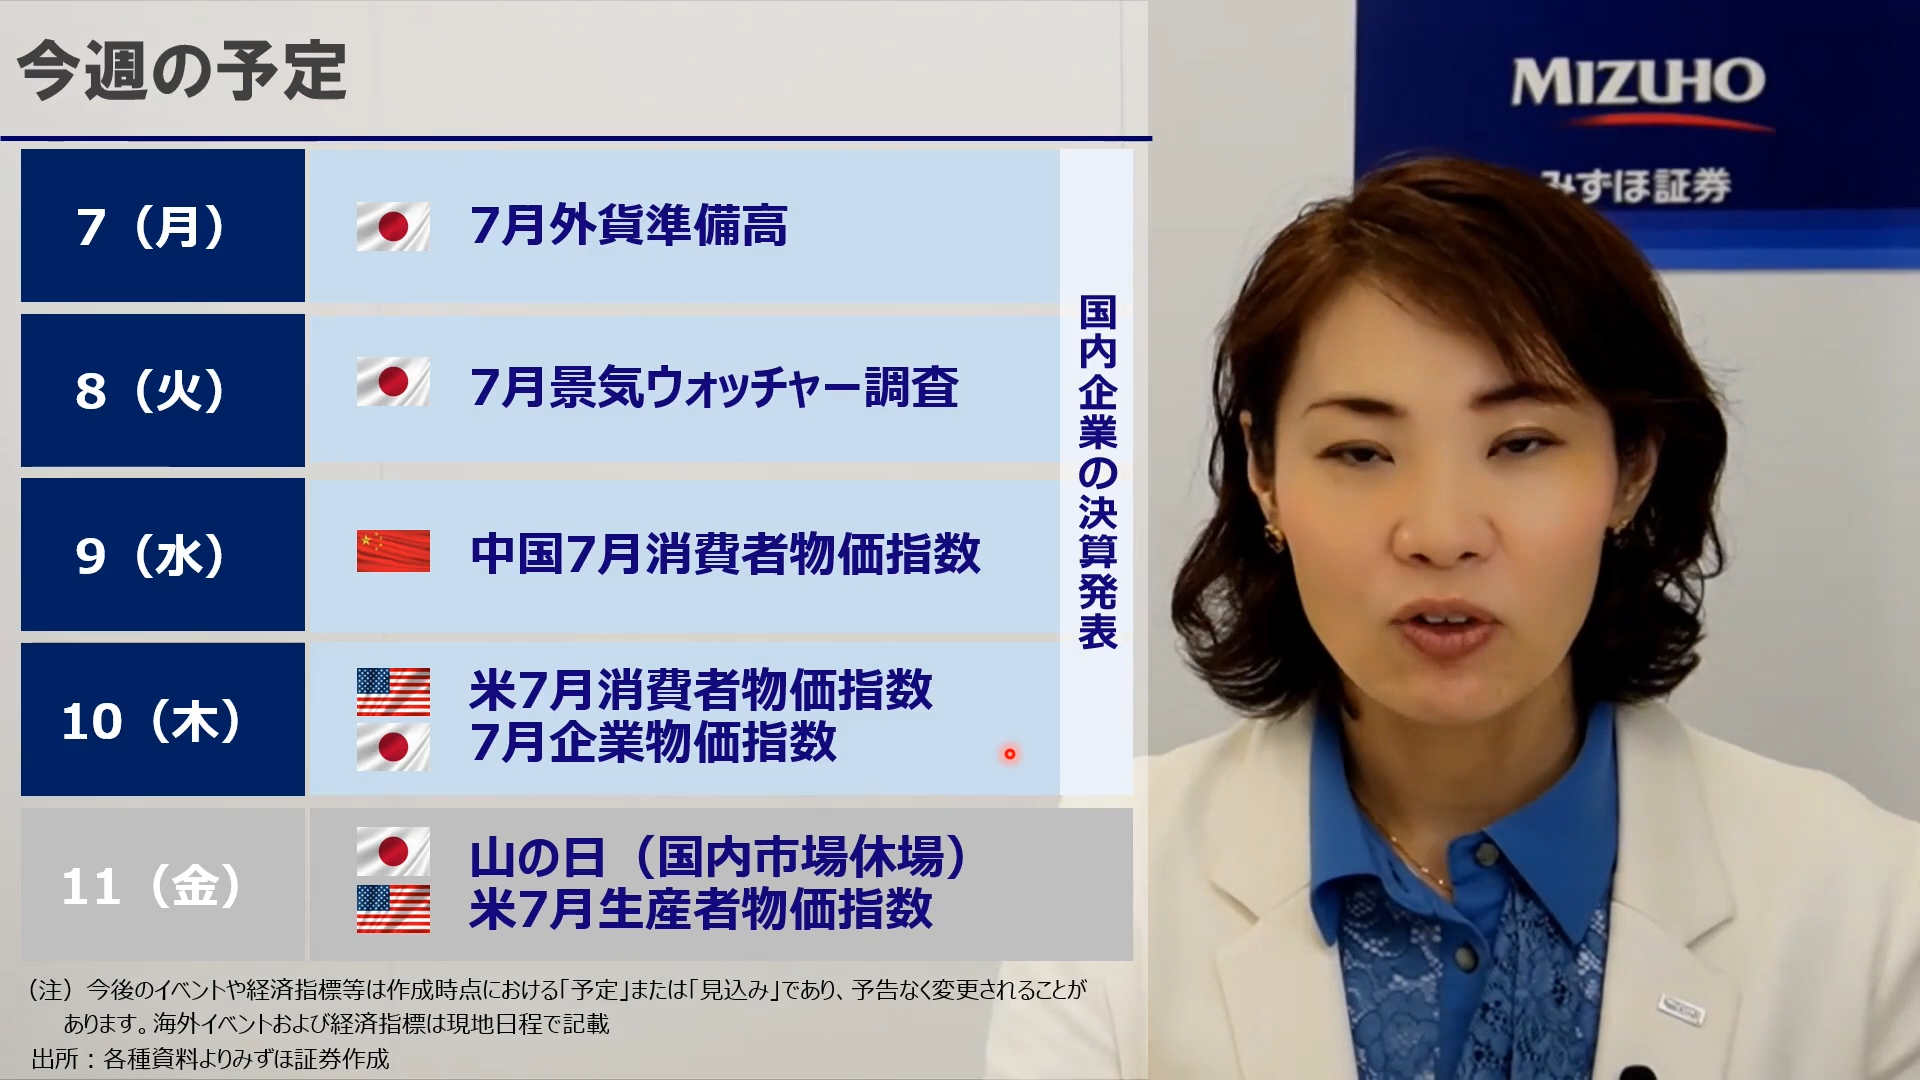 今週の予定
7（月）
7月外貨準備高
8（火）
7月景気ウォッチャー調査
9（水）
中国7月消費者物価指数
10（木）
米7月消費者物価指数
7月企業物価指数
11（金）
山の日（国内市場休場）
米7月生産者物価指数
国内企業の決算発表
（注）今後のイベントや経済指標等は作成時点における「予定」または「見込み」であり、予告なく変更されることが
あります。海外イベントおよび経済指標は現地日程で記載
出所：各種資料よりみずほ証券作成
MIZUHO
みずほ証券